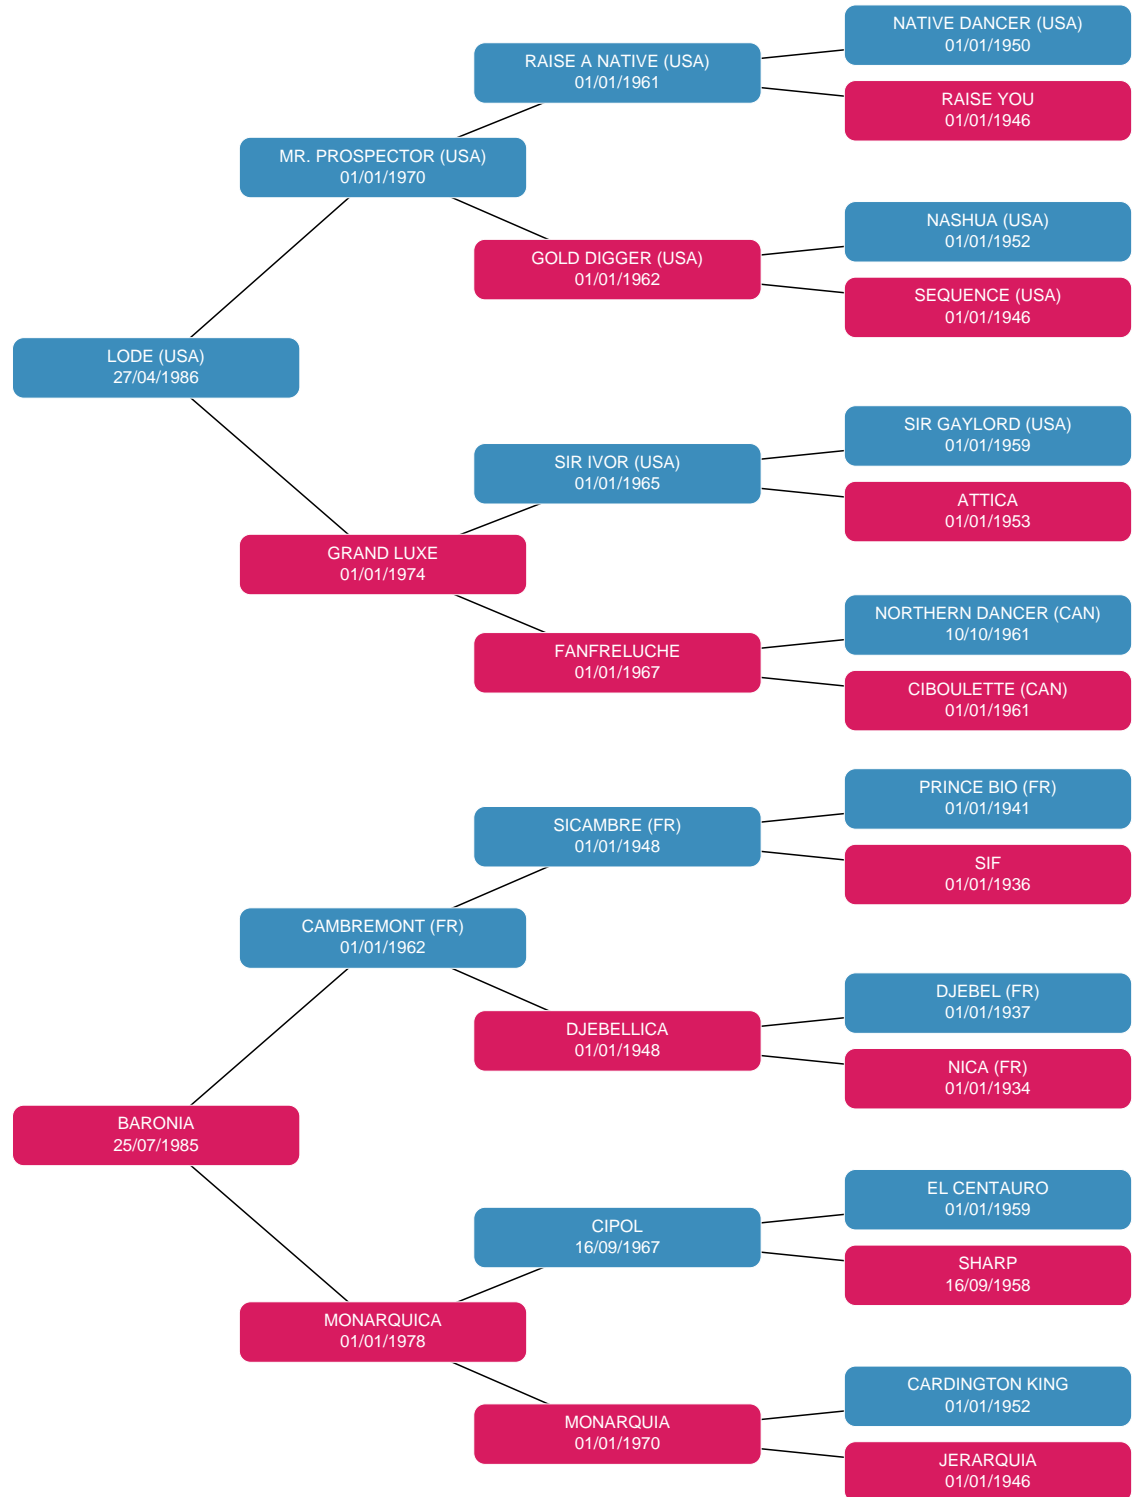 NATIVE DANCER (USA)
01/01/1950
RAISE A NATIVE (USA)
01/01/1961
RAISE YOU
01/01/1946
MR. PROSPECTOR (USA)
01/01/1970
NASHUA (USA)
01/01/1952
GOLD DIGGER (USA)
01/01/1962
SEQUENCE (USA)
01/01/1946
LODE (USA)
27/04/1986
SIR GAYLORD (USA)
01/01/1959
SIR IVOR (USA)
01/01/1965
ATTICA
01/01/1953
GRAND LUXE
01/01/1974
NORTHERN DANCER (CAN)
10/10/1961
FANFRELUCHE
01/01/1967
CIBOULETTE (CAN)
01/01/1961
PRINCE BIO (FR)
01/01/1941
SICAMBRE (FR)
01/01/1948
SIF
01/01/1936
CAMBREMONT (FR)
01/01/1962
DJEBEL (FR)
01/01/1937
DJEBELLICA
01/01/1948
NICA (FR)
01/01/1934
BARONIA
25/07/1985
EL CENTAURO
01/01/1959
CIPOL
16/09/1967
SHARP
16/09/1958
MONARQUICA
01/01/1978
CARDINGTON KING
01/01/1952
MONARQUIA
01/01/1970
JERARQUIA
01/01/1946